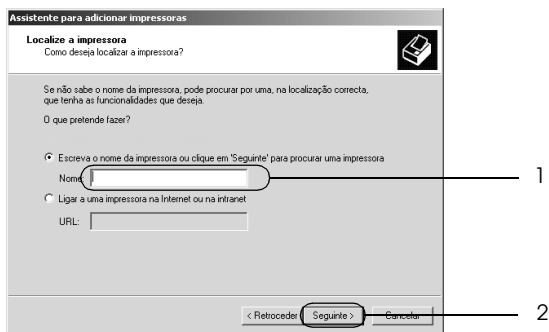 Assistente para adicionar impressoras
Localize a impressora
Como deseja localizar a impressora?
Se não sabe o nome da impressora, pode procurar por uma, na localização correcta,
que tenha as funcionalidades que deseja.
O que pretende fazer?
Escreva o nome da impressora ou clique em 'Seguinte' para procurar uma impressora
Nome:
1
Ligar a uma impressora na Internet ou na intranet
URL:
< Retroceder
Seguinte >
Cancelar
2